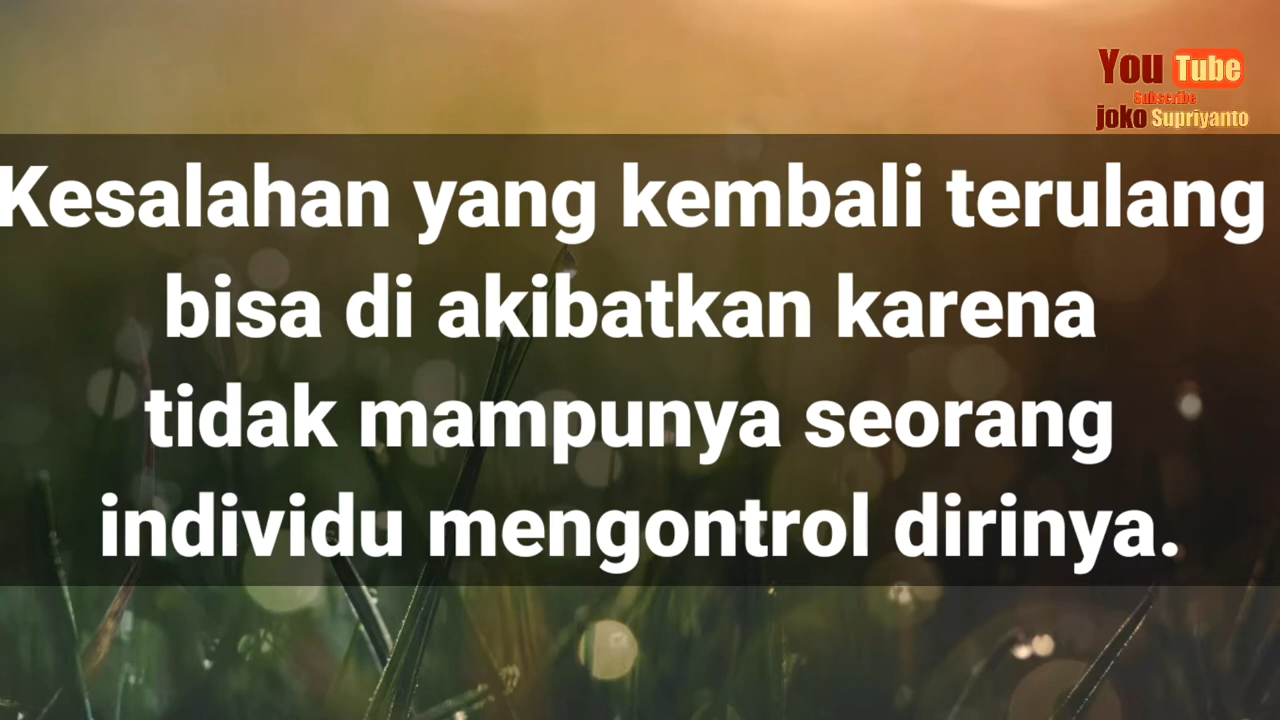 You Tube
Subscribe
joko Supriyanto
Kesalahan yang kembali terulang
bisa di akibatkan karena
tidak mampunya seorang
individu mengontrol dirinya.